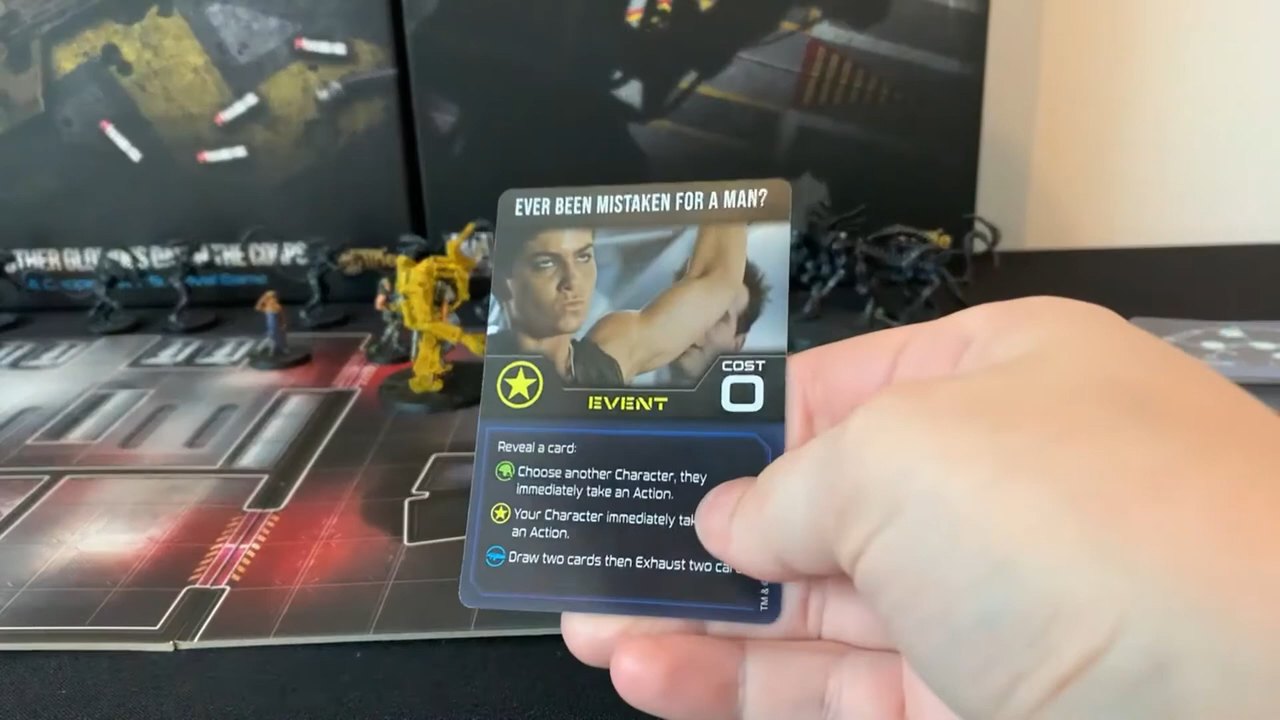 EVER BEEN MISTAKEN FOR A MAN?
COST
0
EVENT
Reveal a card:
Choose another Character, they
immediately take an Action.
Your Character immediately
an Action.
Draw two cards then Exhaust two
TM &